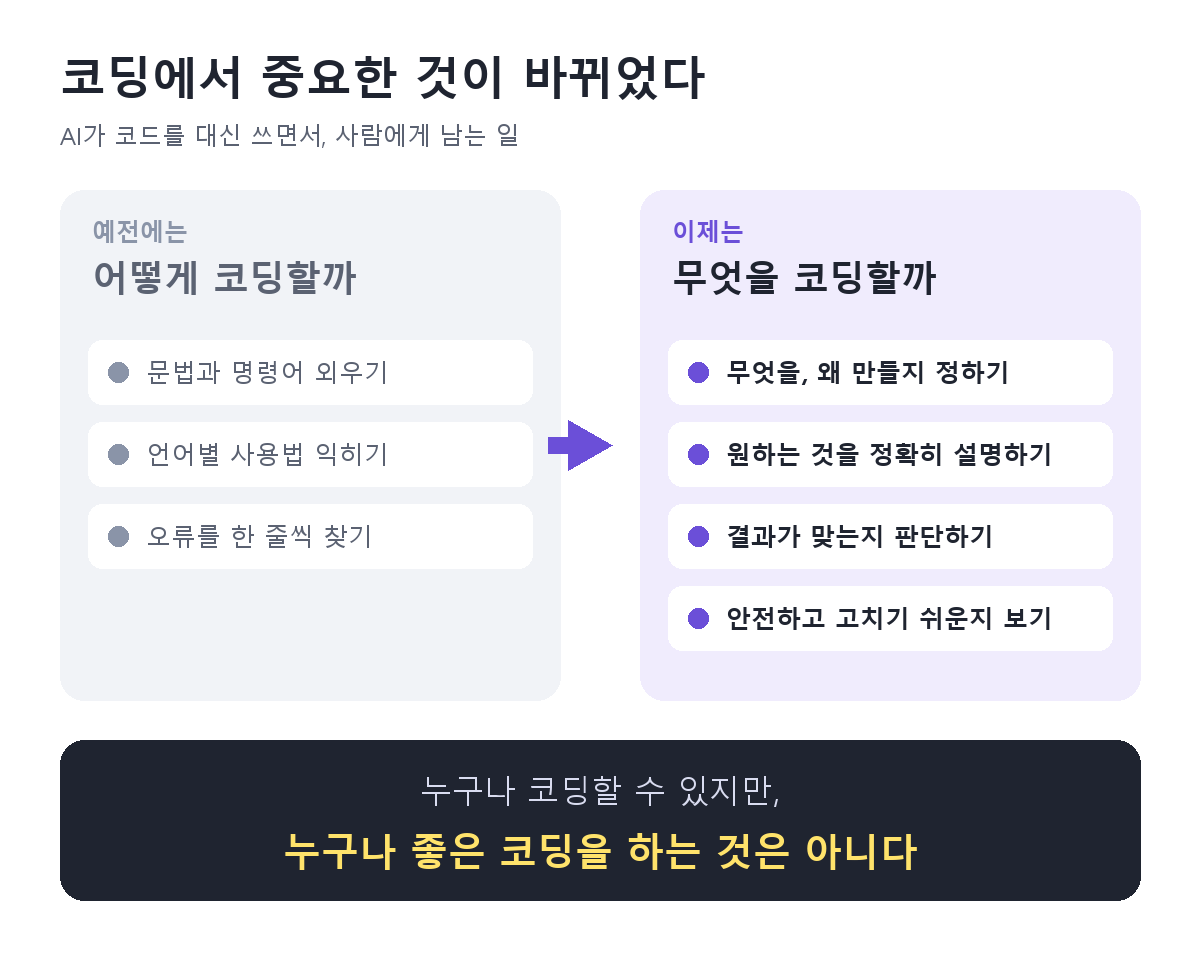 코딩에서 중요한 것이 바뀌었다
AI가 코드를 대신 쓰면서, 사람에게 남는 일
예전에는
어떻게 코딩할까
문법과 명령어 외우기
언어별 사용법 익히기
오류를 한 줄씩 찾기
이제는
무엇을 코딩할까
무엇을, 왜 만들지 정하기
원하는 것을 정확히 설명하기
결과가 맞는지 판단하기
안전하고 고치기 쉬운지 보기
누구나 코딩할 수 있지만,
누구나 좋은 코딩을 하는 것은 아니다